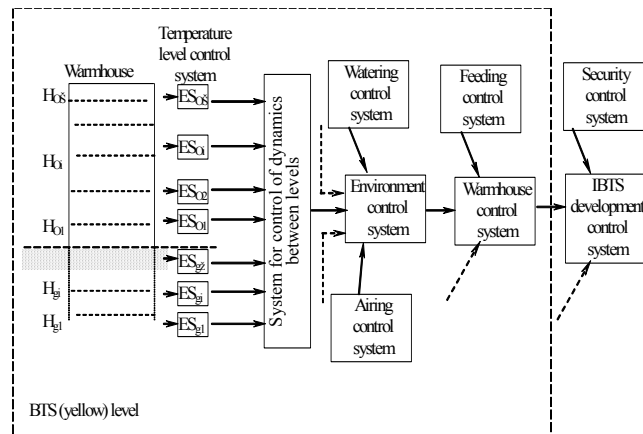 Temperature
level control
system
Warmhouse
H_Oš
H_Oi
H_O1
H_gi
H_g1
ES_Oš
ES_Oi
ES_O2
ES_Oi
ES_gž
ES_gi
ES_g1
System for control of dynamics
between levels
Watering
control
system
Environment
control
system
Airing
control
system
Feeding
control
system
Warmhouse
control
system
Security
control
system
IBTS
development
control
system
BTS (yellow) level